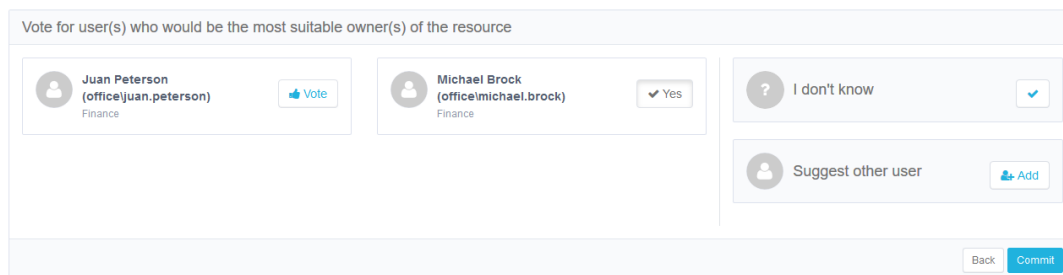 Vote for user(s) who would be the most suitable owner(s) of the resource
Juan Peterson
(office\juan.peterson)
Finance
Vote
Michael Brock
(office\michael.brock)
Finance
Yes
? I don't know
Suggest other user
Add
Back
Commit